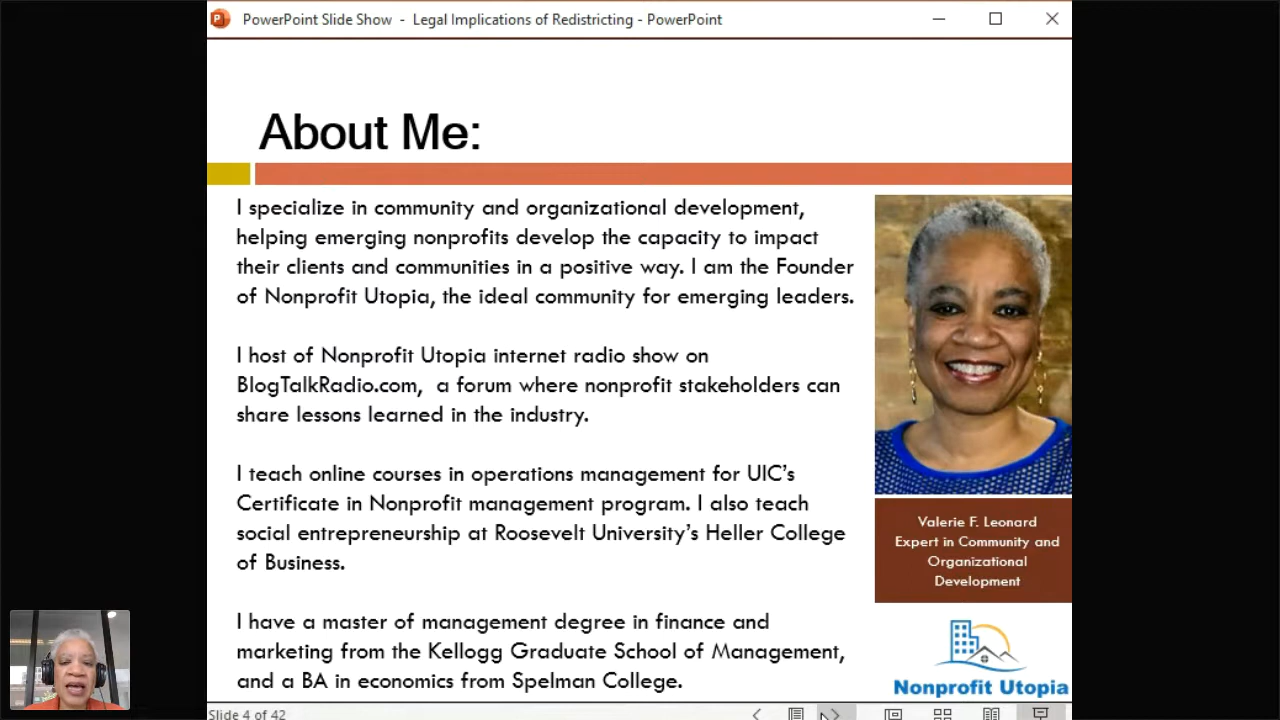 PowerPoint Slide Show - Legal Implications of Redistricting - PowerPoint
About Me:
I specialize in community and organizational development,
helping emerging nonprofits develop the capacity to impact
their clients and communities in a positive way. I am the Founder
of Nonprofit Utopia, the ideal community for emerging leaders.
I host of Nonprofit Utopia internet radio show on
BlogTalkRadio.com, a forum where nonprofit stakeholders can
share lessons learned in the industry.
I teach online courses in operations management for UIC's
Certificate in Nonprofit management program. I also teach
social entrepreneurship at Roosevelt University's Heller College
of Business.
I have a master of management degree in finance and
marketing from the Kellogg Graduate School of Management,
and a BA in economics from Spelman College.
Valerie F. Leonard
Expert in Community and
Organizational
Development
Nonprofit Utopia
Slide 4 of 42